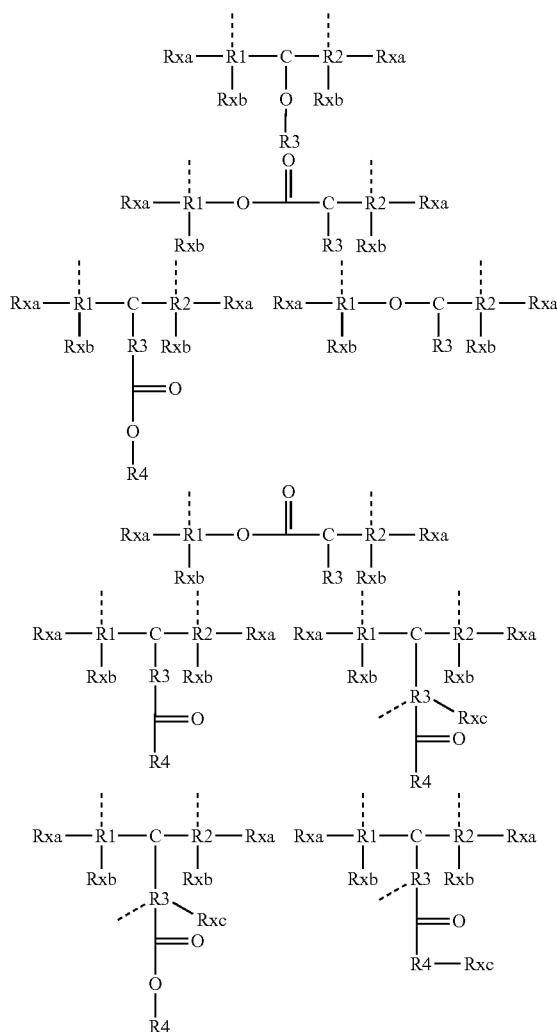 Rxa R1 C R2 Rxa
Rxb O Rxb
R3
O
Rxa R1 O C R2 Rxa
Rxb R3 Rxb
Rxa R1 C R2 Rxa Rxa R1 O C R2 Rxa
Rxb R3 Rxb Rxb R3 Rxb
O
O
R4
O
Rxa R1 O C R2 Rxa
Rxb R3 Rxb
Rxa R1 C R2 Rxa Rxa R1 C R2 Rxa
Rxb R3 Rxb Rxb Rxb
R3
Rxc
O O
R4 R4
Rxa R1 C R2 Rxa Rxa R1 C R2 Rxa
Rxb Rxb Rxb R3 Rxb
R3
Rxc
O O
O R4 Rxc
R4